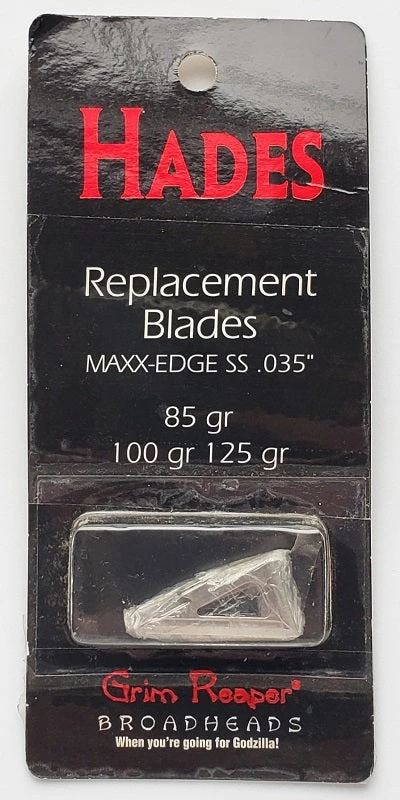 HADES
Replacement
Blades
MAXX-EDGE SS .035"
85 gr
100 gr 125 gr
Grim Reaper®
BROADHEADS
When you're going for Godzilla!